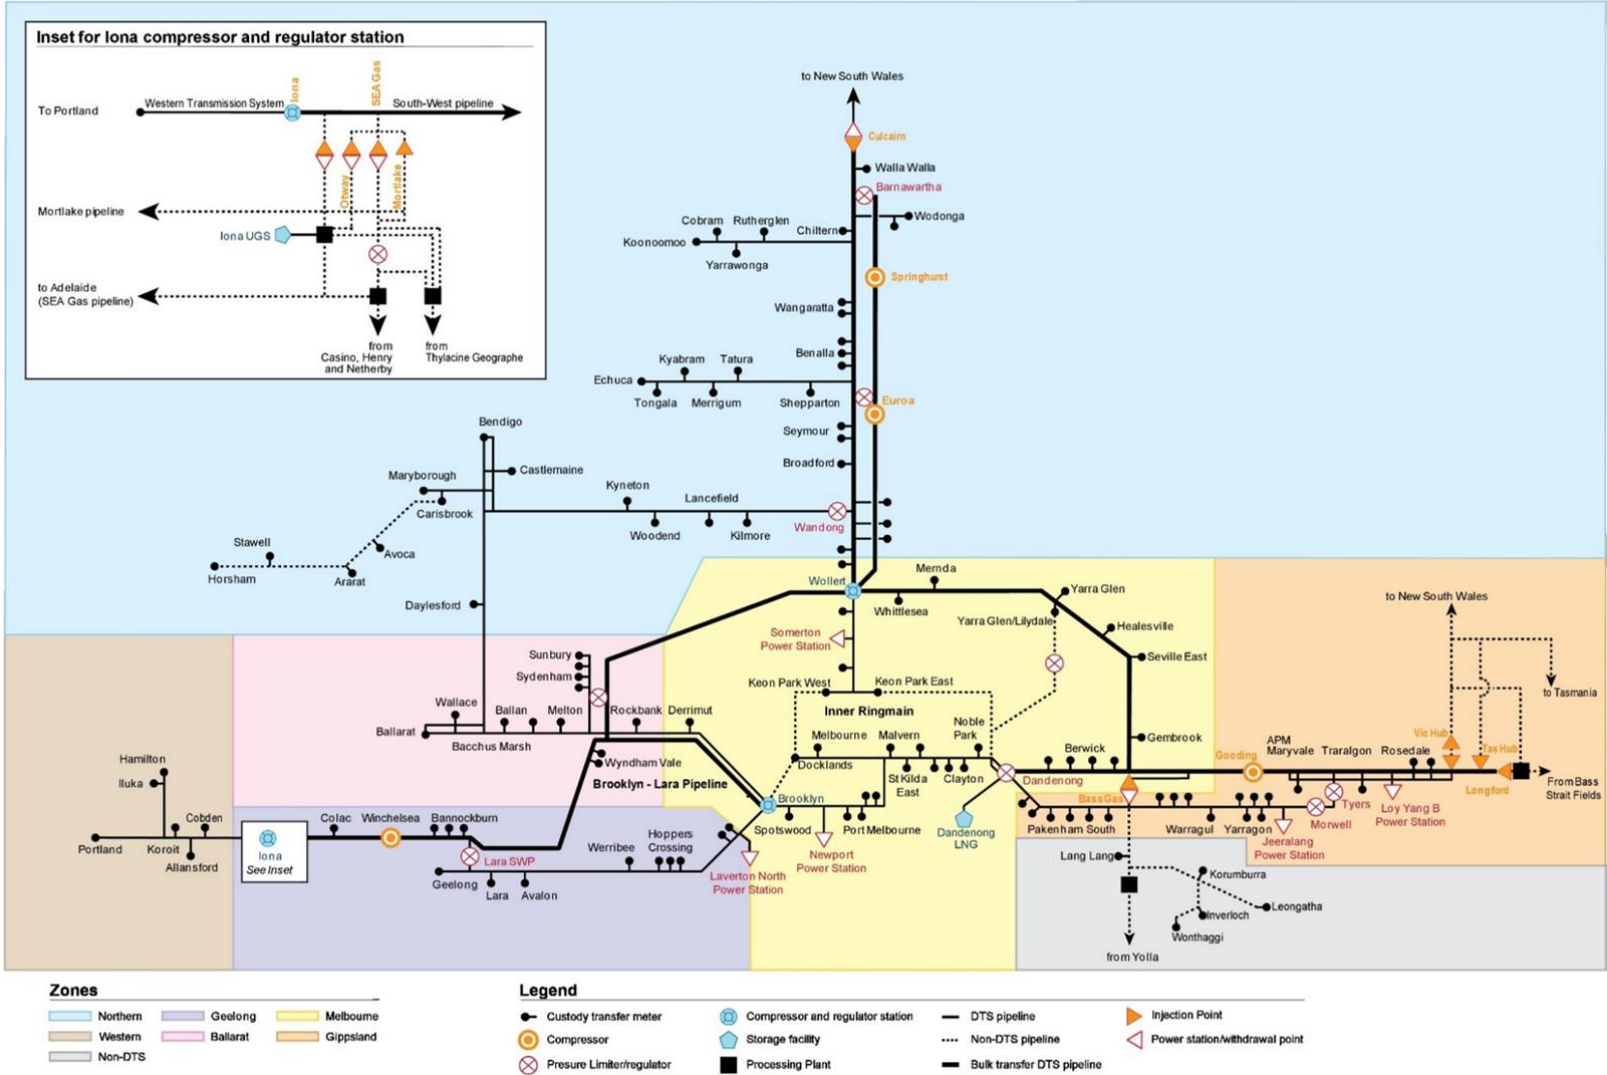 Inset for Iona compressor and regulator station
Iona
SEA Gas
To Portland
Western Transmission System
South-West pipeline
Otway
Mortlake
Mortlake pipeline
Iona UGS
to Adelaide
(SEA Gas pipeline)
from
Casino, Henry
and Netherby
from
Thylacine Geographe
to New South Wales
Culcairn
Walla Walla
Barnawartha
Wodonga
Cobram
Rutherglen
Chiltern
Koonoomoo
Yarrawonga
Springhurst
Wangaratta
Benalla
Kyabram
Tatura
Echuca
Tongala
Merrigum
Shepparton
Euroa
Seymour
Broadford
Bendigo
Castlemaine
Maryborough
Carisbrook
Kyneton
Lancefield
Woodend
Kilmore
Wandong
Stawell
Avoca
Horsham
Ararat
Daylesford
Wollert
Mernda
Whittlesea
Yarra Glen
Yarra Glen/Lilydale
Healesville
Seville East
Somerton
Power Station
Keon Park West
Keon Park East
Inner Ringmain
Sunbury
Sydenham
Wallace
Ballan
Melton
Rockbank
Derrimut
Ballarat
Bacchus Marsh
Wyndham Vale
Brooklyn - Lara Pipeline
Melbourne
Malvern
Noble
Park
Docklands
St Kilda
East
Clayton
Dandenong
Berwick
Gembrook
Gooding
APM
Maryvale
Traralgon
Rosedale
Vic Hub
Tas Hub
to New South Wales
to Tasmania
Longford
From Bass
Strait Fields
Hamilton
Iluka
Cobden
Portland
Koroit
Allansford
Iona
See Inset
Colac
Winchelsea
Bannockburn
Lara SWP
Geelong
Lara
Avalon
Werribee
Hoppers
Crossing
Laverton North
Power Station
Brooklyn
Spotswood
Port Melbourne
Newport
Power Station
Dandenong
LNG
BassGas
Pakenham South
Warragul
Yarragon
Jeeralang
Power Station
Morwell
Tyers
Loy Yang B
Power Station
Lang Lang
Korumburra
Leongatha
Inverloch
Wonthaggi
from Yolla
Zones
Northern
Geelong
Melbourne
Western
Ballarat
Gippsland
Non-DTS
Legend
Custody transfer meter
Compressor and regulator station
DTS pipeline
Injection Point
Compressor
Storage facility
Non-DTS pipeline
Power station/withdrawal point
Presure Limiter/regulator
Processing Plant
Bulk transfer DTS pipeline